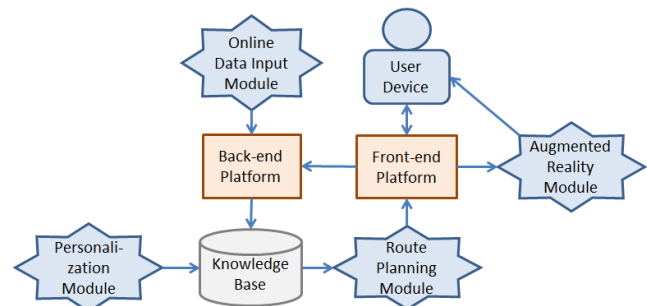 Online
Data Input
Module
User
Device
Back-end
Platform
Front-end
Platform
Augmented
Reality
Module
Personali-
zation
Module
Knowledge
Base
Route
Planning
Module